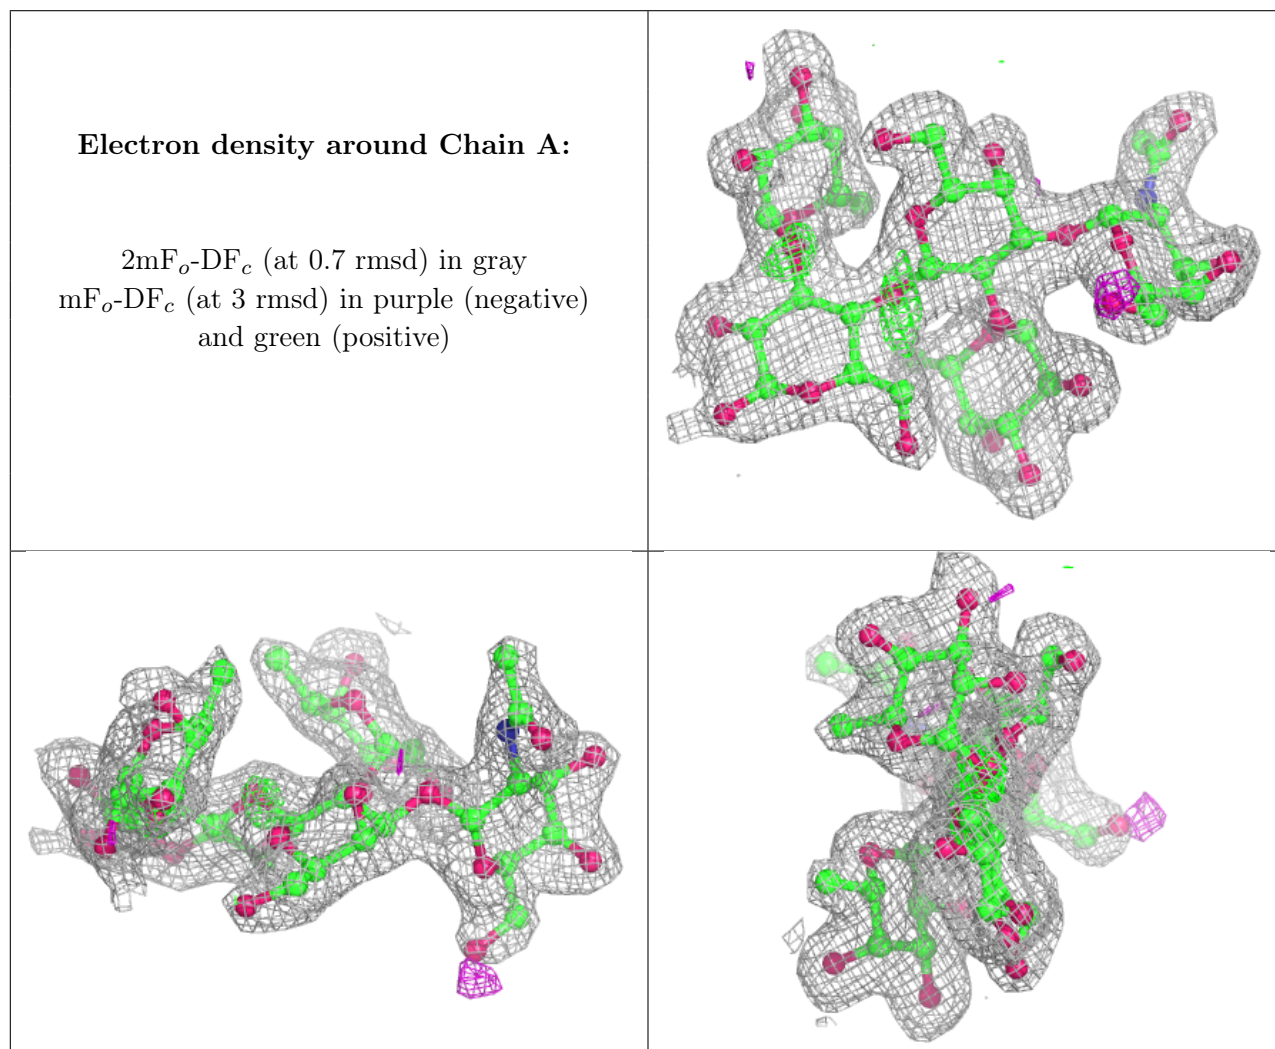 Electron density around Chain A:
2mFₒ-DF𝒸 (at 0.7 rmsd) in gray
mFₒ-DF𝒸 (at 3 rmsd) in purple (negative)
and green (positive)